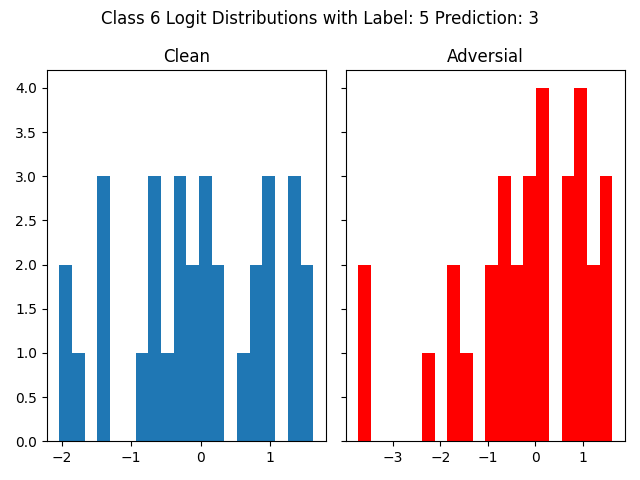 Class 6 Logit Distributions with Label: 5 Prediction: 3
Clean
Adversial
4.0
3.5
3.0
2.5
2.0
1.5
1.0
0.5
0.0
−2 −1 0 1
−3 −2 −1 0 1